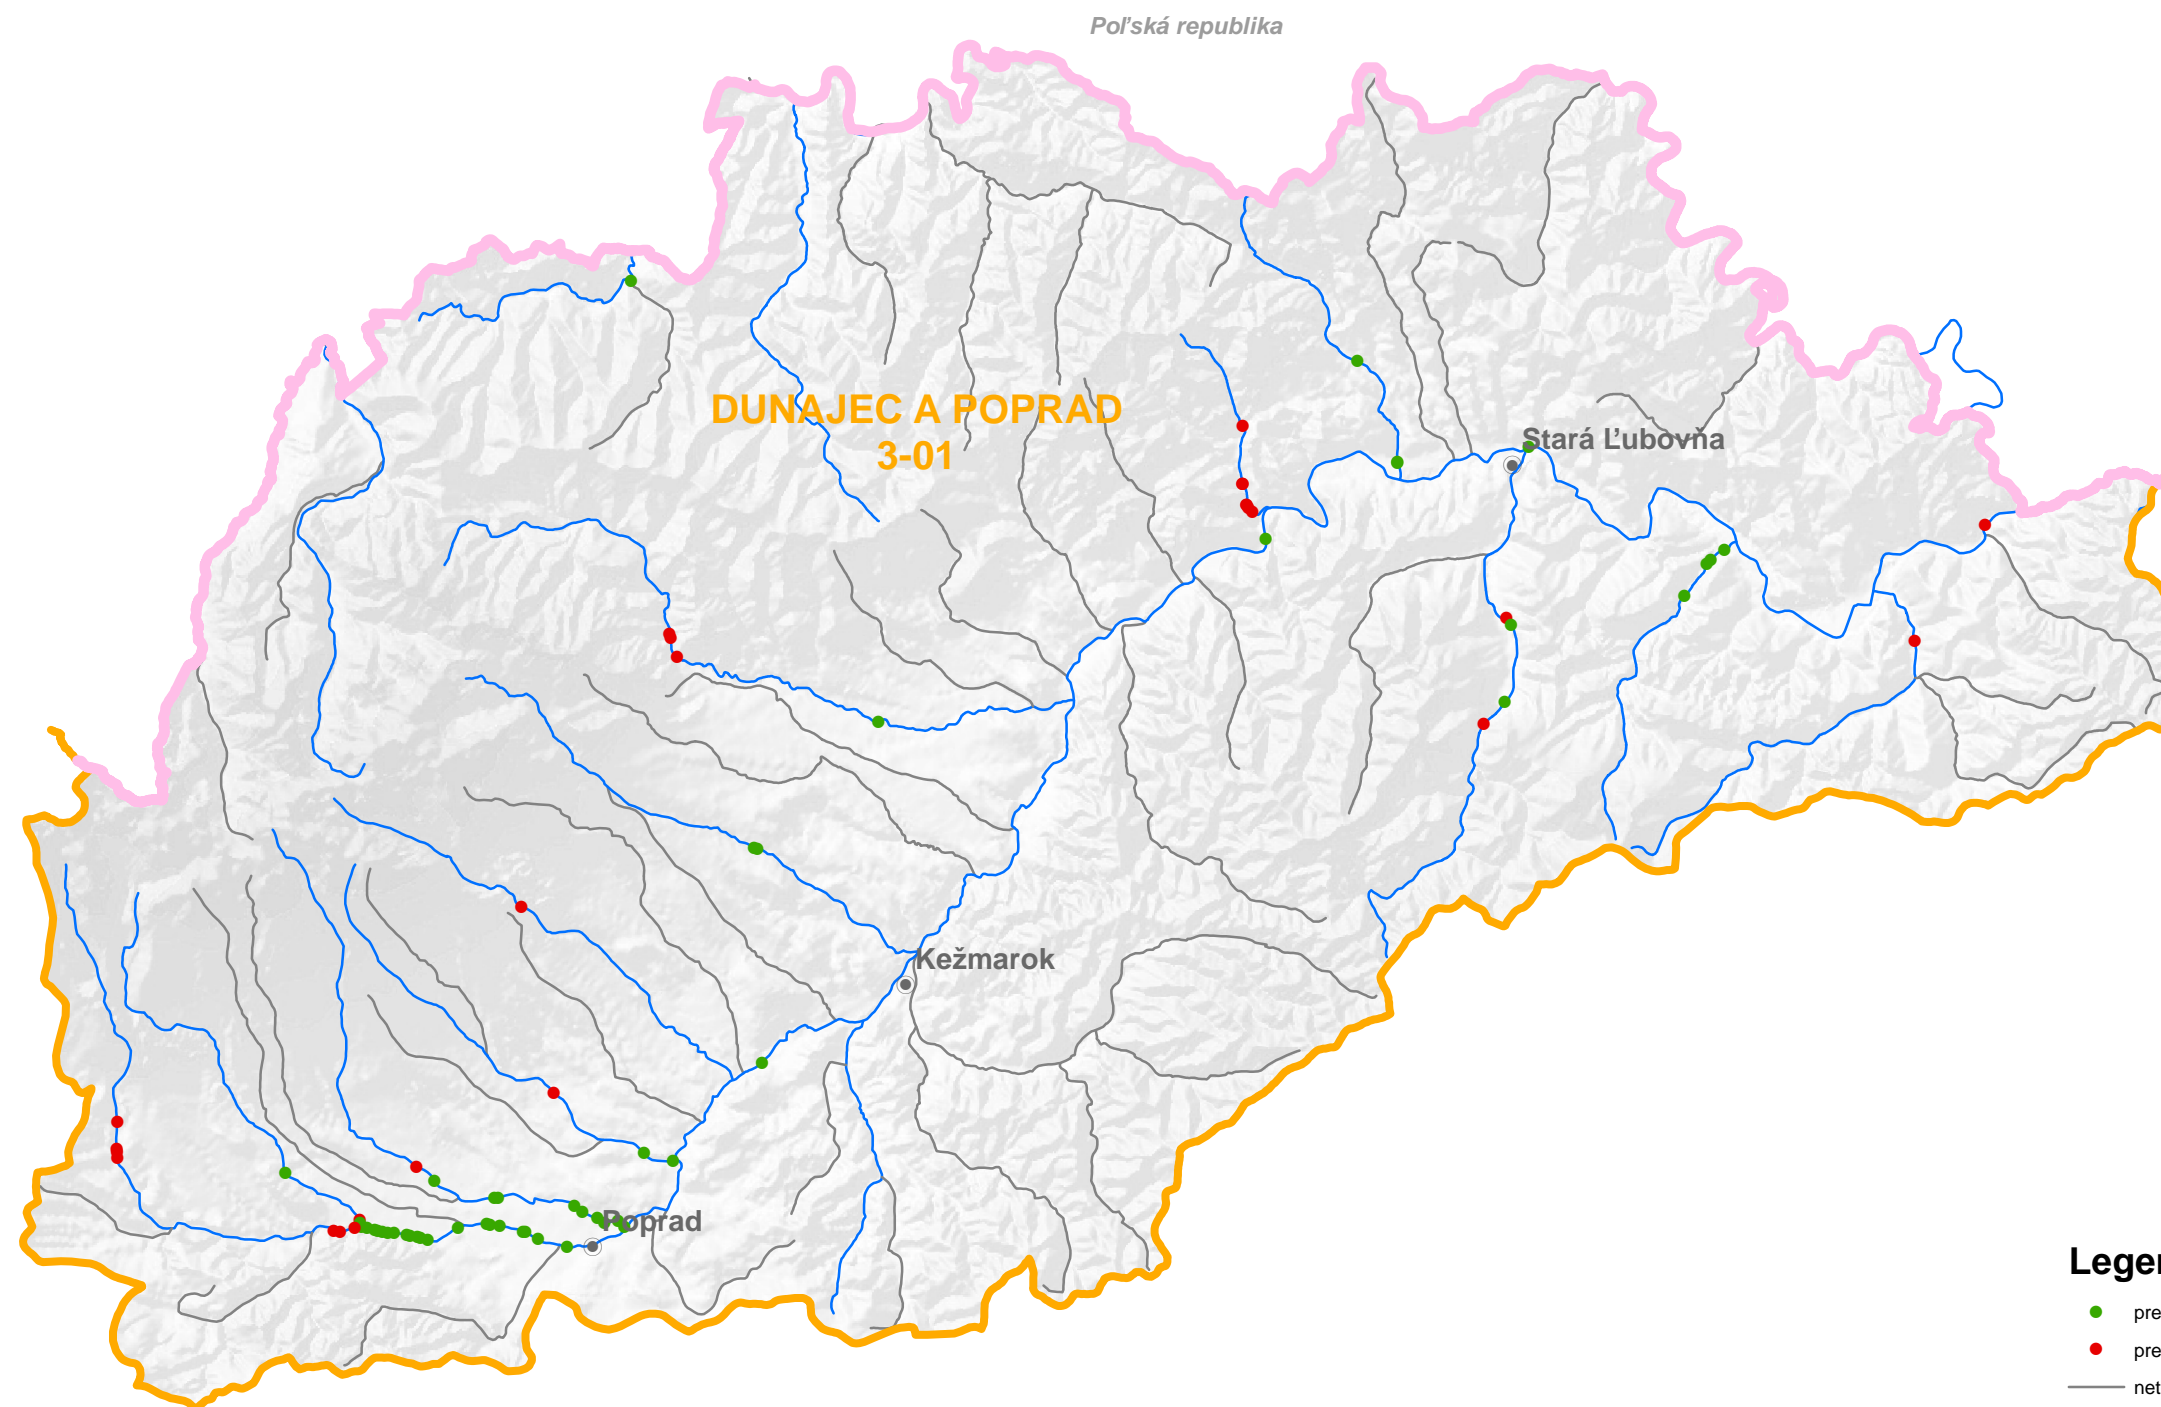 Poľská republika
DUNAJEC A POPRAD
3-01
Stará Ľubovňa
Kežmarok
Poprad